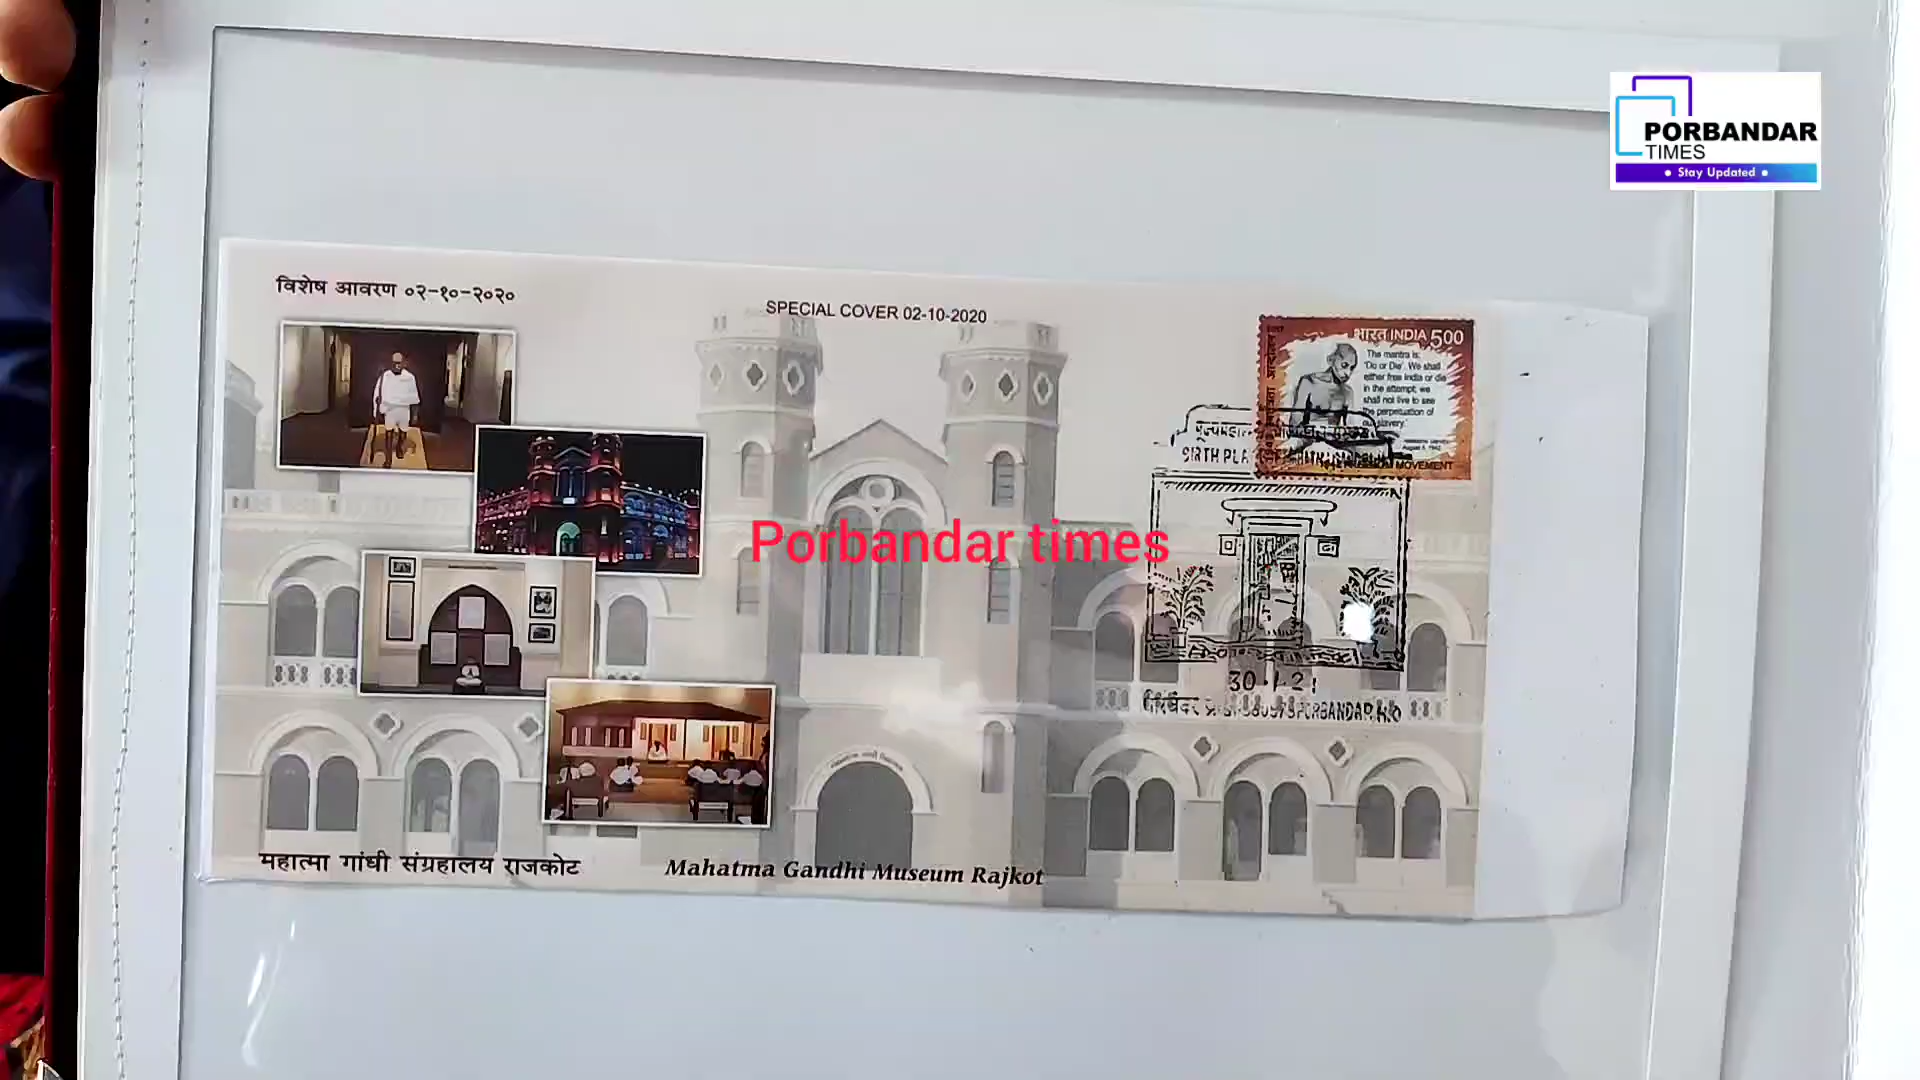 PORBANDAR
TIMES
• Stay Updated •
विशेष आवरण ०२-१०-२०२०
SPECIAL COVER 02-10-2020
भारत INDIA 500
The mantra is:
'Do or Die'. We shall
either free India or die
in the attempt; we
shall not live to see
the perpetuation of
our slavery.'
MOVEMENT
BIRTH PLA
Porbandar times
30·1·21
PORBANDAR H.O
महात्मा गांधी संग्रहालय राजकोट
Mahatma Gandhi Museum Rajkot